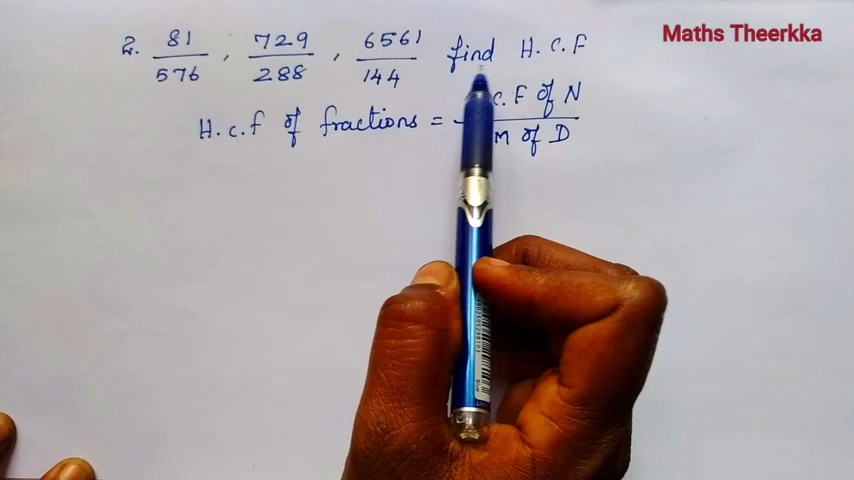 Maths Theerkka
2. 81/576 , 729/288 , 6561/144 find H.C.F
H.C.F of fractions = C.F of N / M of D